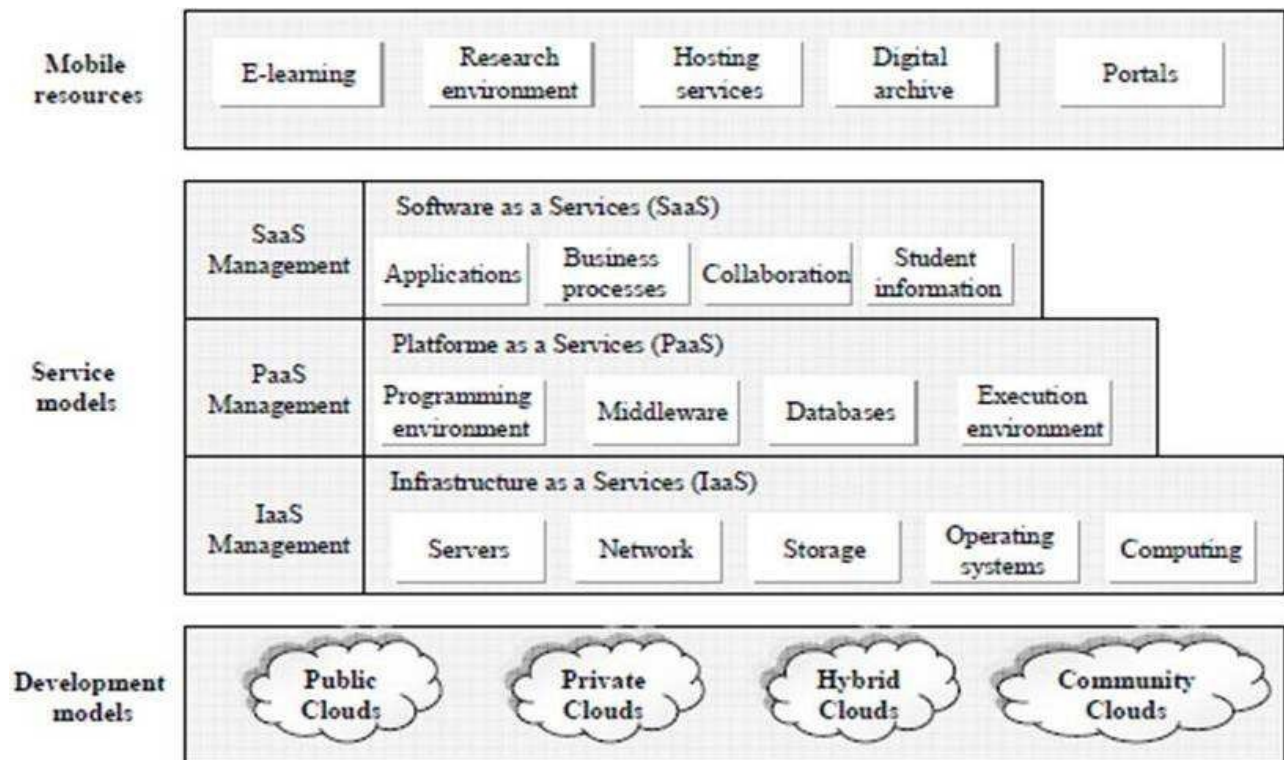 Mobile
resources
E-learning
Research
environment
Hosting
services
Digital
archive
Portals
Service
models
SaaS
Management
Software as a Services (SaaS)
Applications
Business
processes
Collaboration
Student
information
PaaS
Management
Platforme as a Services (PaaS)
Programming
environment
Middleware
Databases
Execution
environment
IaaS
Management
Infrastructure as a Services (IaaS)
Servers
Network
Storage
Operating
systems
Computing
Development
models
Public
Clouds
Private
Clouds
Hybrid
Clouds
Community
Clouds